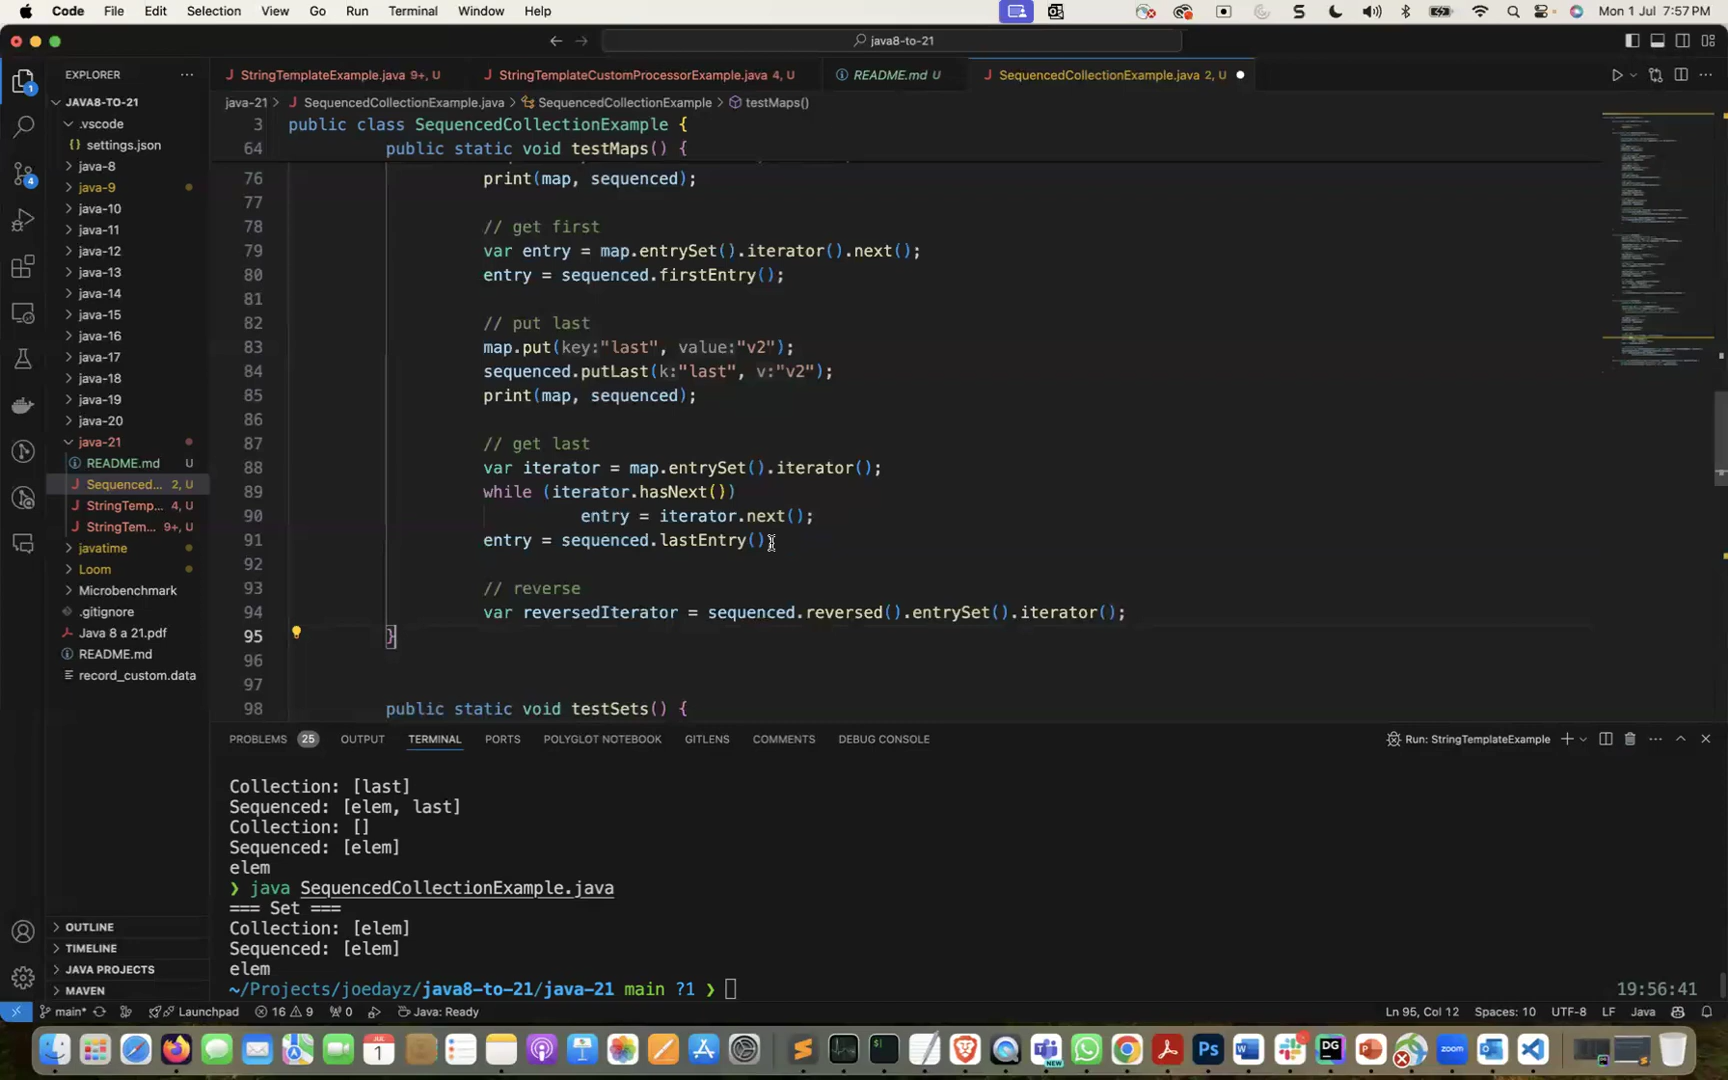 Code File Edit Selection View Go Run Terminal Window Help Mon 1 Jul 7:57 PM
java8-to-21
EXPLORER
StringTemplateExample.java 9+, U StringTemplateCustomProcessorExample.java 4, U README.md U SequencedCollectionExample.java 2, U
java-21 > SequencedCollectionExample.java > SequencedCollectionExample > testMaps()
JAVA8-TO-21
.vscode
settings.json
java-8
java-9
java-10
java-11
java-12
java-13
java-14
java-15
java-16
java-17
java-18
java-19
java-20
java-21
README.md U
Sequenced... 2, U
StringTemp... 4, U
StringTem... 9+, U
javatime
Loom
Microbenchmark
.gitignore
Java 8 a 21.pdf
README.md
record_custom.data
OUTLINE
TIMELINE
JAVA PROJECTS
MAVEN
1
4
3 public class SequencedCollectionExample {
64 public static void testMaps() {
76 print(map, sequenced);
77
78 // get first
79 var entry = map.entrySet().iterator().next();
80 entry = sequenced.firstEntry();
81
82 // put last
83 map.put(key:"last", value:"v2");
84 sequenced.putLast(k:"last", v:"v2");
85 print(map, sequenced);
86
87 // get last
88 var iterator = map.entrySet().iterator();
89 while (iterator.hasNext())
90 entry = iterator.next();
91 entry = sequenced.lastEntry();
92
93 // reverse
94 var reversedIterator = sequenced.reversed().entrySet().iterator();
95 }
96
97
98 public static void testSets() {
PROBLEMS 25 OUTPUT TERMINAL PORTS POLYGLOT NOTEBOOK GITLENS COMMENTS DEBUG CONSOLE Run: StringTemplateExample
Collection: [last]
Sequenced: [elem, last]
Collection: []
Sequenced: [elem]
elem
❯ java SequencedCollectionExample.java
=== Set ===
Collection: [elem]
Sequenced: [elem]
elem
~/Projects/joedayz/java8-to-21/java-21 main ?1 ❯ 19:56:41
main* Launchpad 16 9 0 Java: Ready Ln 95, Col 12 Spaces: 10 UTF-8 LF Java